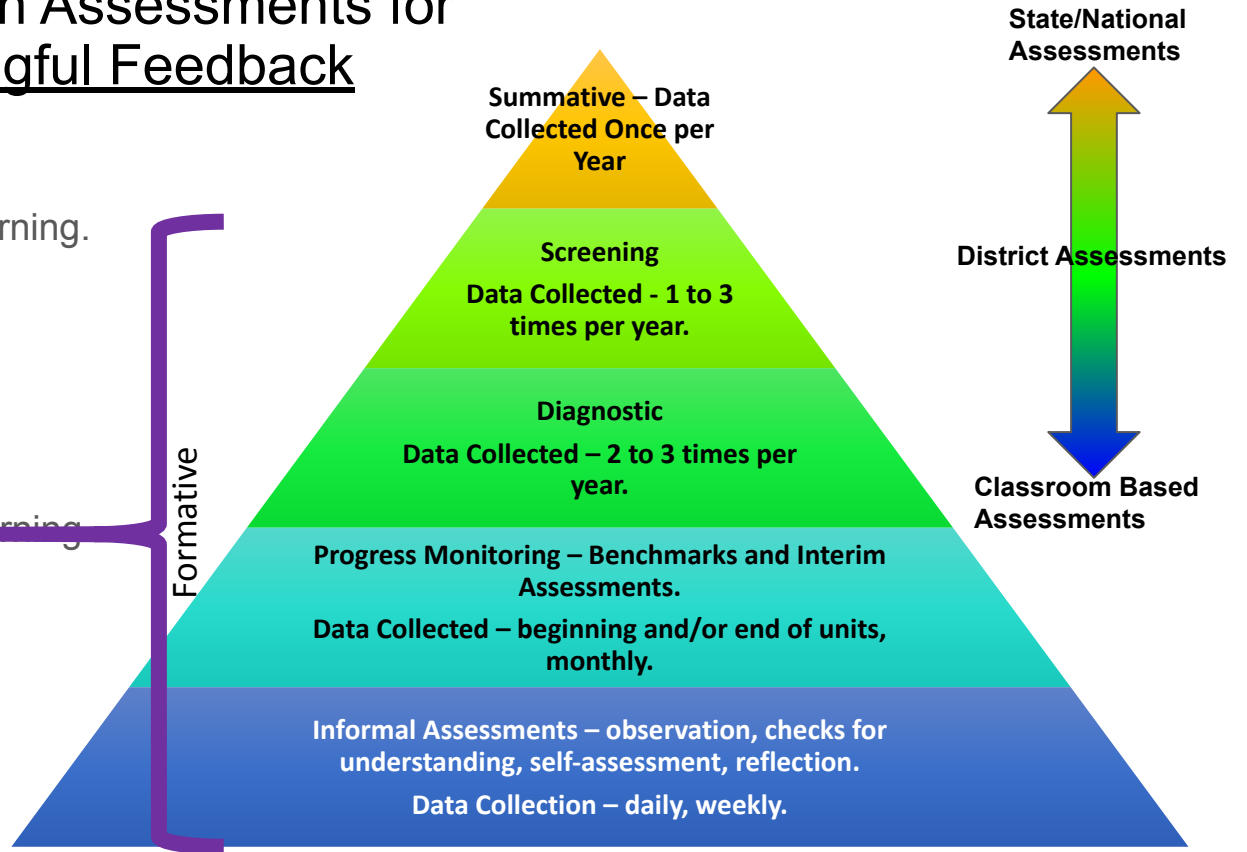 Assessments for
gful Feedback
rning.
rning
Formative
Summative – Data
Collected Once per
Year
Screening
Data Collected - 1 to 3
times per year.
Diagnostic
Data Collected – 2 to 3 times per
year.
Progress Monitoring – Benchmarks and Interim
Assessments.
Data Collected – beginning and/or end of units,
monthly.
Informal Assessments – observation, checks for
understanding, self-assessment, reflection.
Data Collection – daily, weekly.
State/National
Assessments
District Assessments
Classroom Based
Assessments